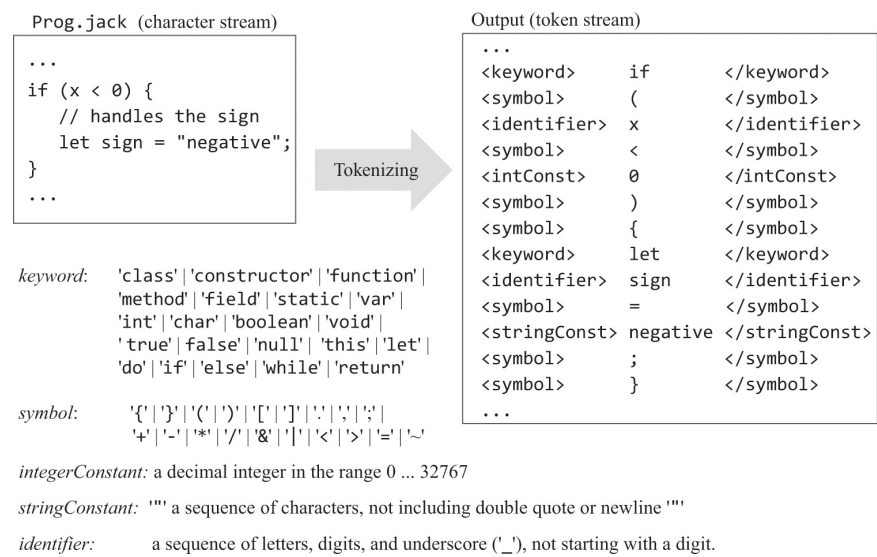 Prog.jack (character stream)
...
if (x < 0) {
// handles the sign
let sign = "negative";
}
...
Tokenizing
Output (token stream)
...
<keyword> if </keyword>
<symbol> ( </symbol>
<identifier> x </identifier>
<symbol> < </symbol>
<intConst> 0 </intConst>
<symbol> ) </symbol>
<symbol> { </symbol>
<keyword> let </keyword>
<identifier> sign </identifier>
<symbol> = </symbol>
<stringConst> negative </stringConst>
<symbol> ; </symbol>
<symbol> } </symbol>
...
keyword: 'class'|'constructor'|'function'|
'method'|'field'|'static'|'var'|
'int'|'char'|'boolean'|'void'|
'true'|false'|'null'|'this'|'let'|
'do'|'if'|'else'|'while'|'return'
symbol: '{'|'}'|'('|')'|'['|']'|'.'|','|';'|
'+'|'-'|'*'|'/'|'&'|'|'|'<'|'>'|'='|'~'
integerConstant: a decimal integer in the range 0 ... 32767
stringConstant: '"' a sequence of characters, not including double quote or newline '"'
identifier: a sequence of letters, digits, and underscore ('_'), not starting with a digit.